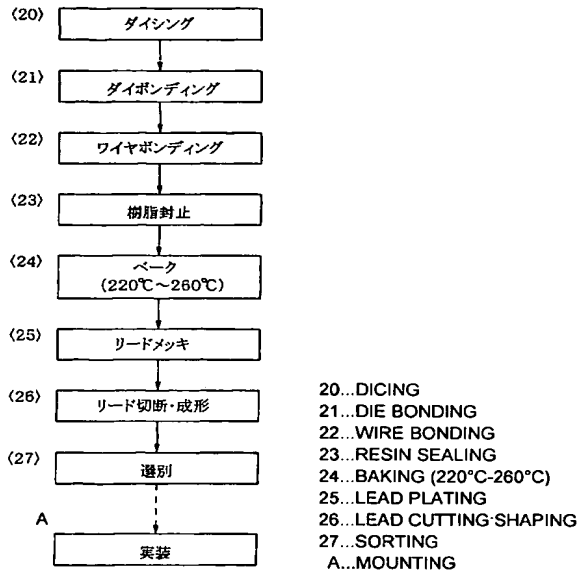 〈20〉 ダイシング
〈21〉 ダイボンディング
〈22〉 ワイヤボンディング
〈23〉 樹脂封止
〈24〉 ベーク
(220℃～260℃)
〈25〉 リードメッキ
〈26〉 リード切断・成形
〈27〉 選別
A 実装
20...DICING
21...DIE BONDING
22...WIRE BONDING
23...RESIN SEALING
24...BAKING (220°C-260°C)
25...LEAD PLATING
26...LEAD CUTTING·SHAPING
27...SORTING
A...MOUNTING